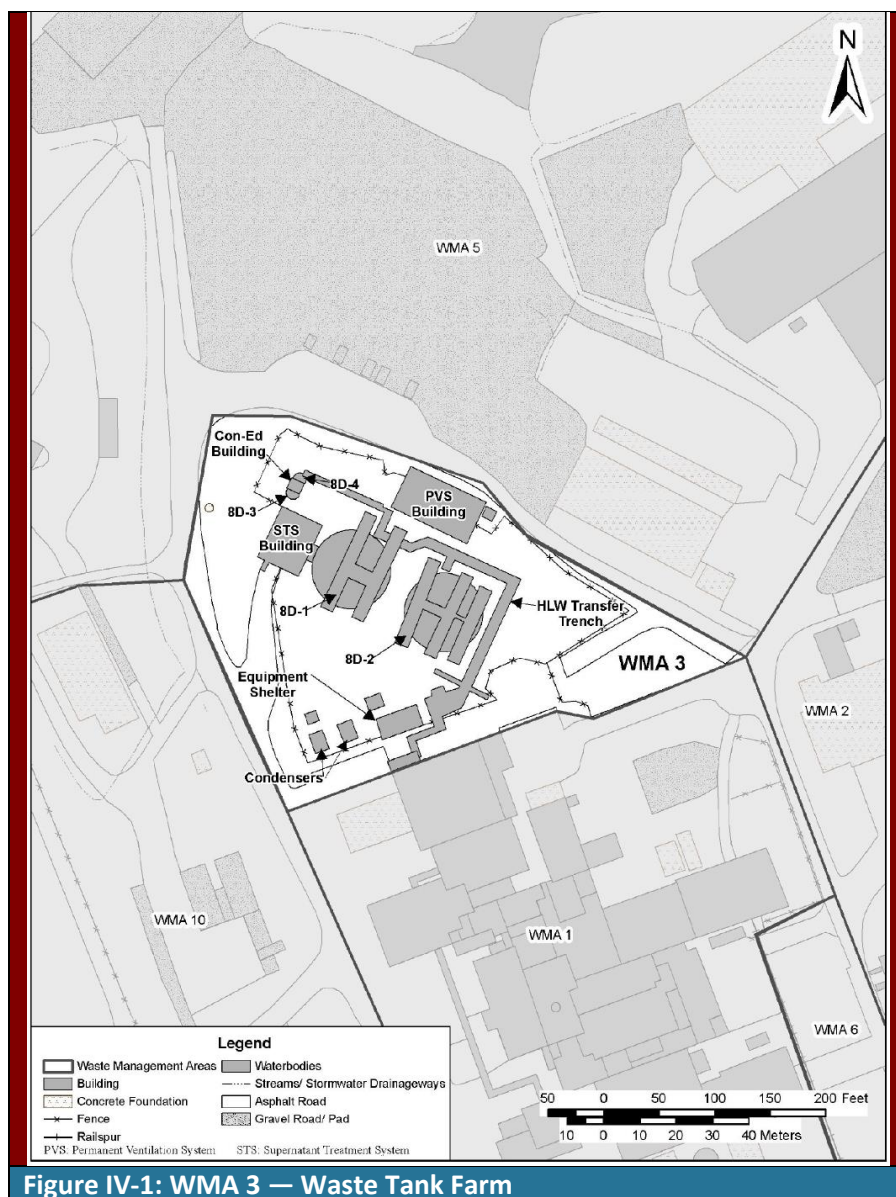 N
WMA 5
Con-Ed
Building
8D-4
8D-3
PVS
Building
STS
Building
8D-1
HLW Transfer
Trench
8D-2
WMA 3
Equipment
Shelter
WMA 2
Condensers
WMA 10
WMA 1
WMA 6
Legend
Waste Management Areas
Waterbodies
Building
Streams/ Stormwater Drainageways
Concrete Foundation
Asphalt Road
Fence
Gravel Road/ Pad
Railspur
PVS: Permanent Ventilation System STS: Supernatant Treatment System
50 0 50 100 150 200 Feet
10 0 10 20 30 40 Meters
Figure IV-1: WMA 3 — Waste Tank Farm